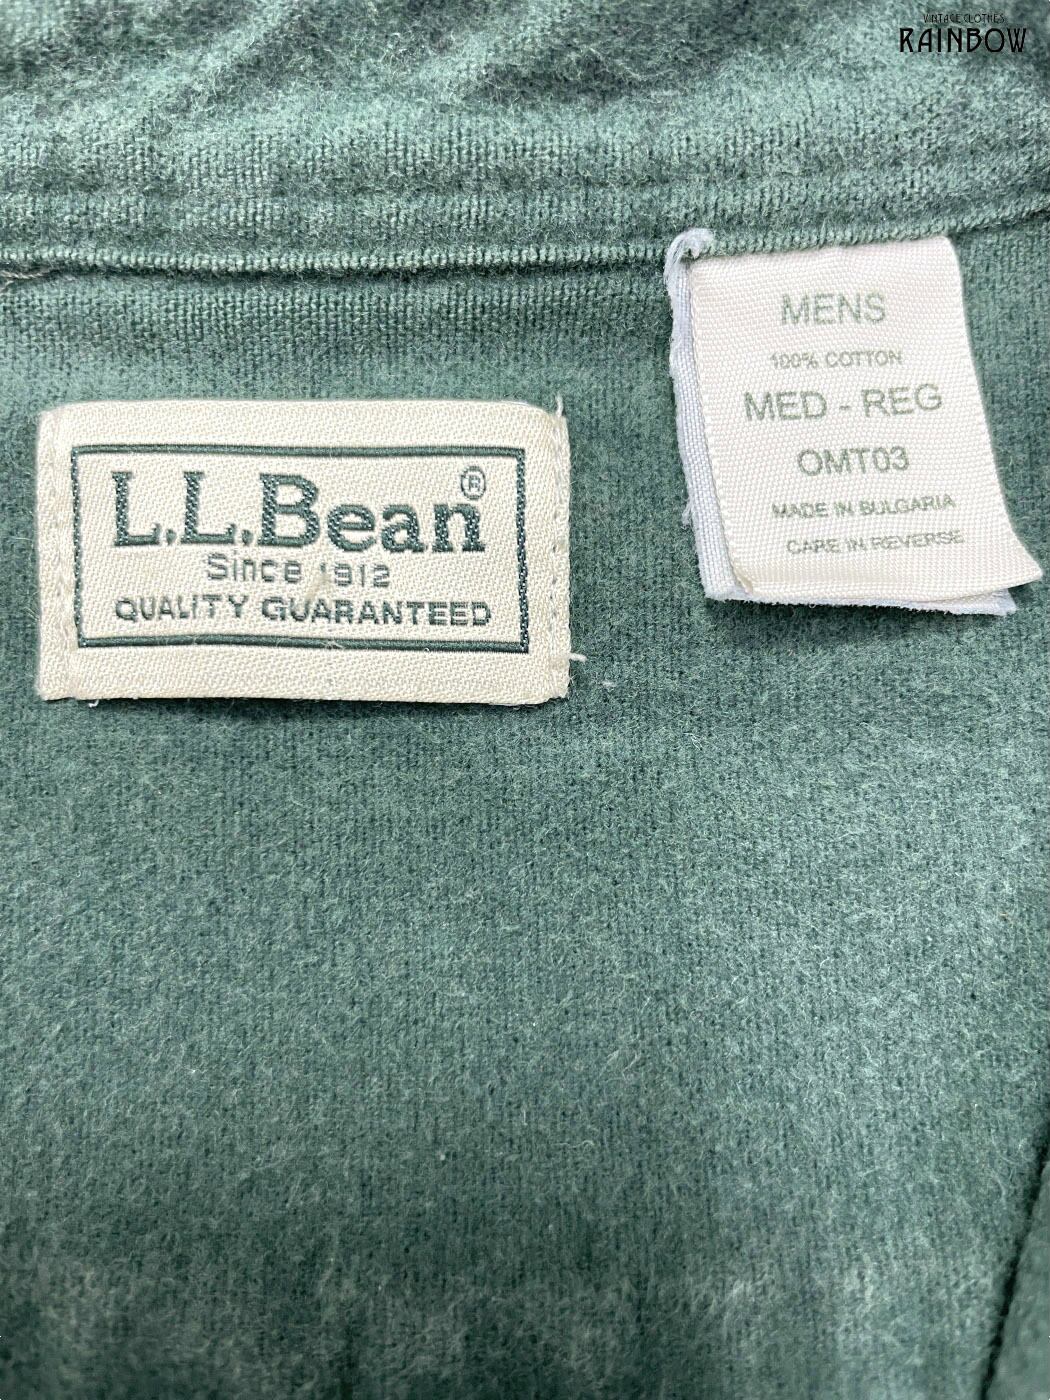 VINTAGE CLOTHES
RAINBOW
L.L.Bean®
Since 1912
QUALITY GUARANTEED
MENS
100% COTTON
MED - REG
OMT03
MADE IN BULGARIA
CARE IN REVERSE